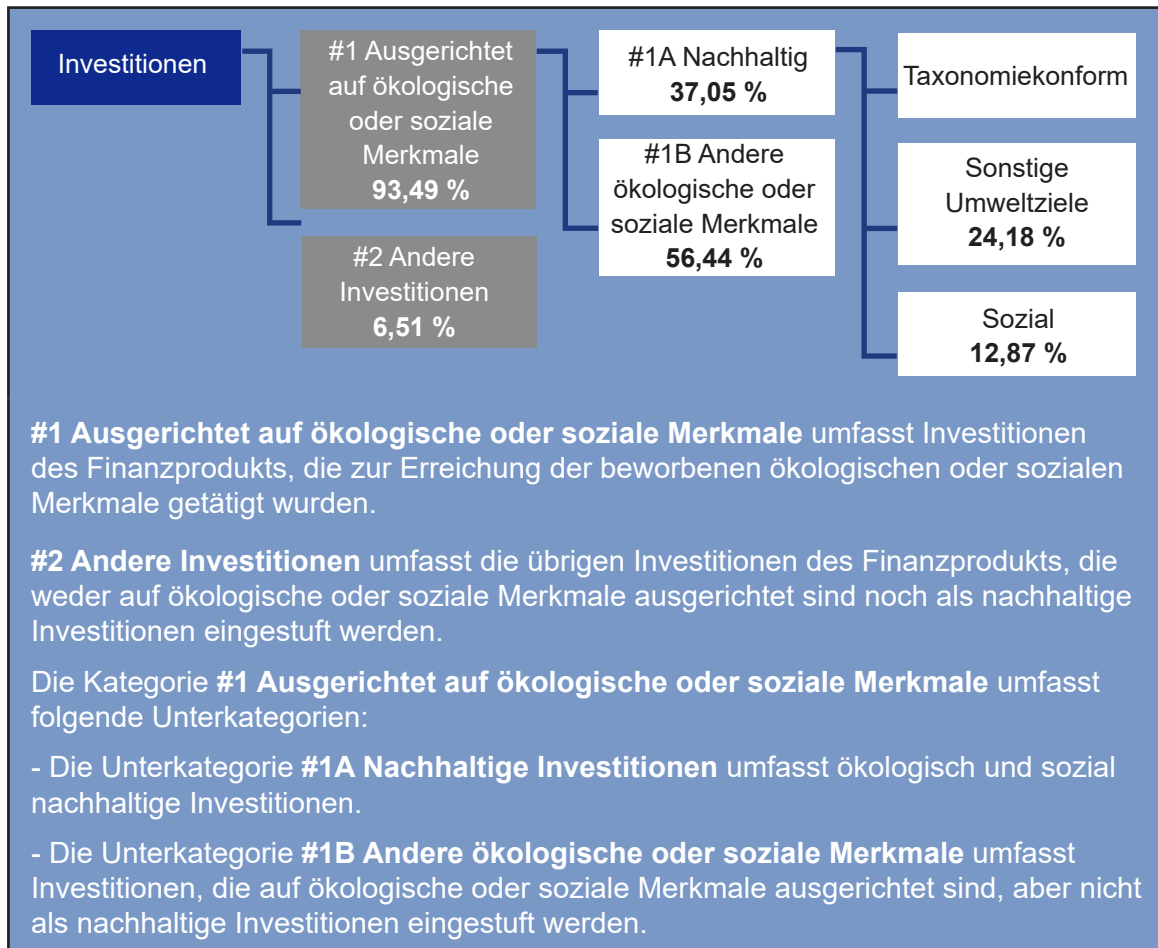 Investitionen
#1 Ausgerichtet
auf ökologische
oder soziale
Merkmale
93,49 %
#2 Andere
Investitionen
6,51 %
#1A Nachhaltig
37,05 %
#1B Andere
ökologische oder
soziale Merkmale
56,44 %
Taxonomiekonform
Sonstige
Umweltziele
24,18 %
Sozial
12,87 %
#1 Ausgerichtet auf ökologische oder soziale Merkmale umfasst Investitionen
des Finanzprodukts, die zur Erreichung der beworbenen ökologischen oder sozialen
Merkmale getätigt wurden.
#2 Andere Investitionen umfasst die übrigen Investitionen des Finanzprodukts, die
weder auf ökologische oder soziale Merkmale ausgerichtet sind noch als nachhaltige
Investitionen eingestuft werden.
Die Kategorie #1 Ausgerichtet auf ökologische oder soziale Merkmale umfasst
folgende Unterkategorien:
- Die Unterkategorie #1A Nachhaltige Investitionen umfasst ökologisch und sozial
nachhaltige Investitionen.
- Die Unterkategorie #1B Andere ökologische oder soziale Merkmale umfasst
Investitionen, die auf ökologische oder soziale Merkmale ausgerichtet sind, aber nicht
als nachhaltige Investitionen eingestuft werden.